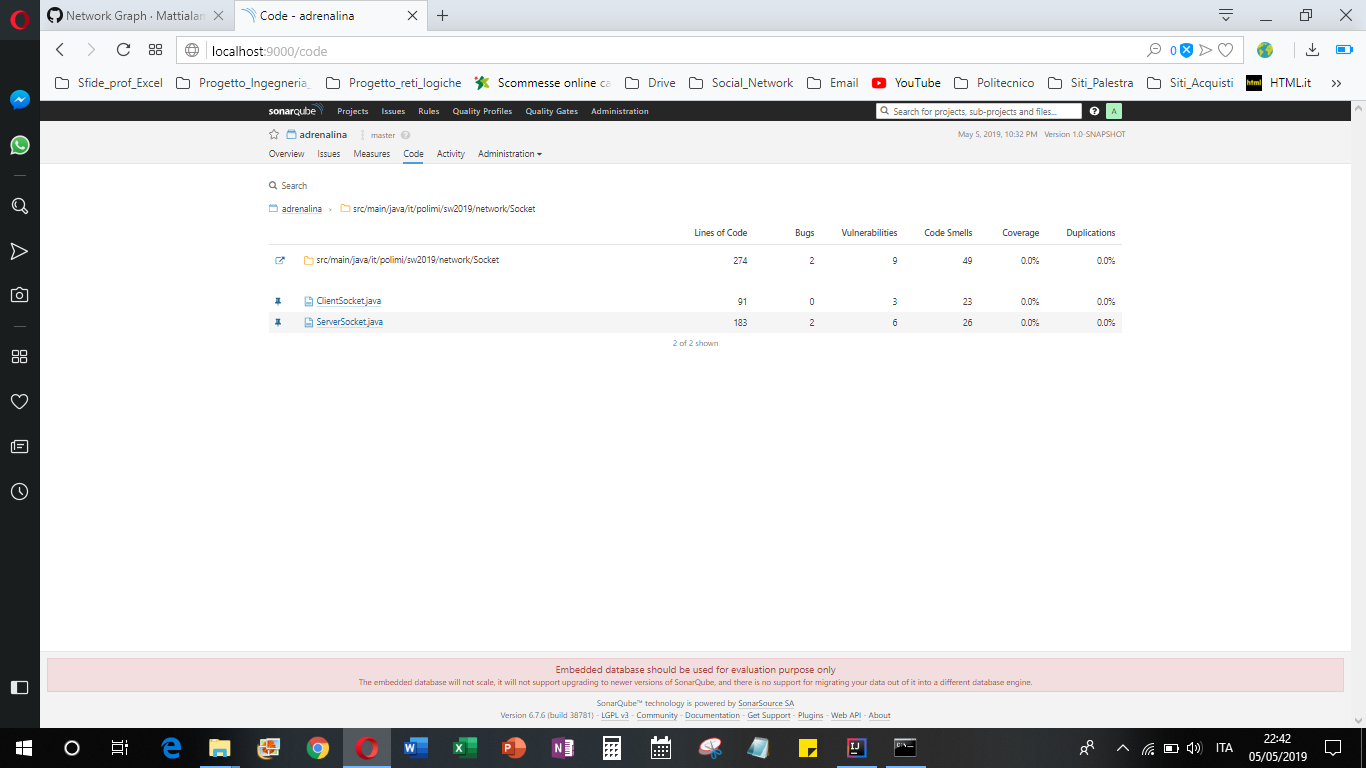 Network Graph · Mattialan
Code - adrenalina
localhost:9000/code
0
Sfide_prof_Excel
Progetto_Ingegneria_
Progetto_reti_logiche
Scommesse online ca
Drive
Social_Network
Email
YouTube
Politecnico
Siti_Palestra
Siti_Acquisti
html HTML.it
sonarqube Projects Issues Rules Quality Profiles Quality Gates Administration
Search for projects, sub-projects and files...
A
adrenalina
master
May 5, 2019, 10:32 PM Version 1.0-SNAPSHOT
Overview Issues Measures Code Activity Administration
Search
adrenalina src/main/java/it/polimi/sw2019/network/Socket
Lines of Code Bugs Vulnerabilities Code Smells Coverage Duplications
src/main/java/it/polimi/sw2019/network/Socket 274 2 9 49 0.0% 0.0%
ClientSocket.java 91 0 3 23 0.0% 0.0%
ServerSocket.java 183 2 6 26 0.0% 0.0%
2 of 2 shown
Embedded database should be used for evaluation purpose only
The embedded database will not scale, it will not support upgrading to newer versions of SonarQube, and there is no support for migrating your data out of it into a different database engine.
SonarQube™ technology is powered by SonarSource SA
Version 6.7.6 (build 38781) - LGPL v3 - Community - Documentation - Get Support - Plugins - Web API - About
ITA
22:42
05/05/2019